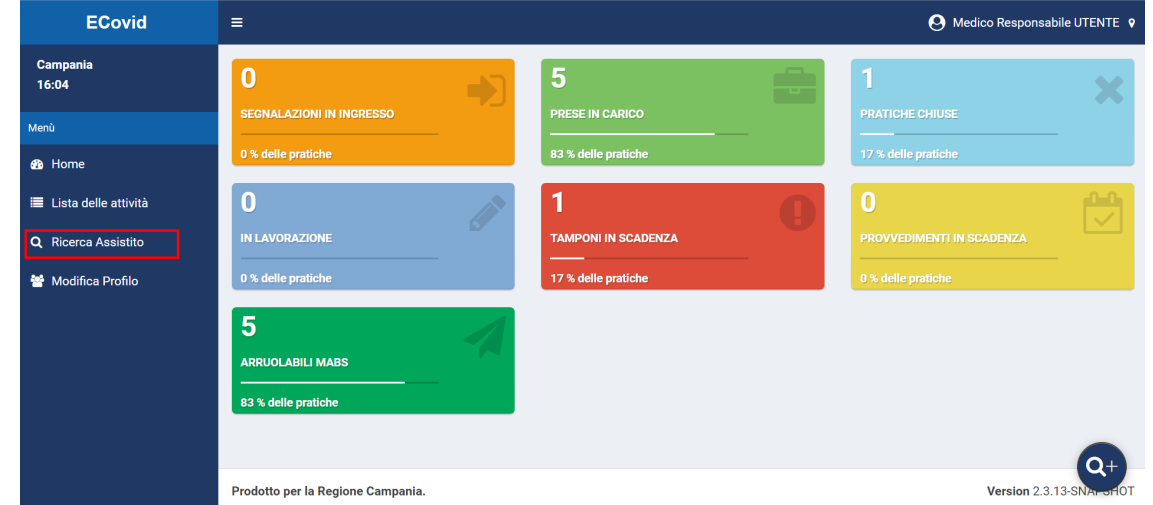 ECovid
Medico Responsabile UTENTE
Campania
16:04
Menù
Home
Lista delle attività
Ricerca Assistito
Modifica Profilo
0
SEGNALAZIONI IN INGRESSO
0 % delle pratiche
5
PRESE IN CARICO
83 % delle pratiche
1
PRATICHE CHIUSE
17 % delle pratiche
0
IN LAVORAZIONE
0 % delle pratiche
1
TAMPONI IN SCADENZA
17 % delle pratiche
0
PROVVEDIMENTI IN SCADENZA
0 % delle pratiche
5
ARRUOLABILI MABS
83 % delle pratiche
Prodotto per la Regione Campania.
Version 2.3.13-SNAPSHOT